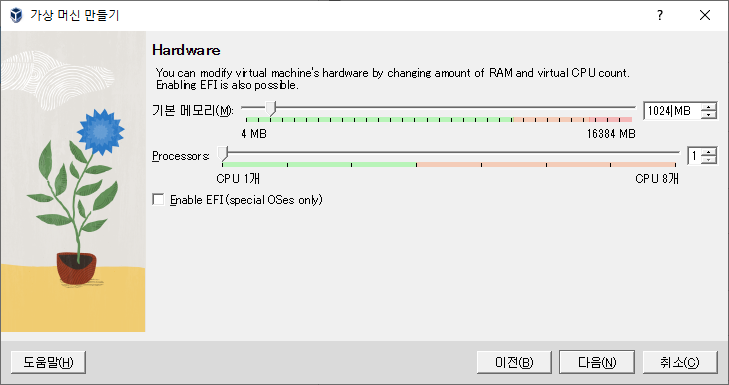 가상 머신 만들기
Hardware
You can modify virtual machine's hardware by changing amount of RAM and virtual CPU count.
Enabling EFI is also possible.
기본 메모리(M):
1024 MB
4 MB
16384 MB
Processors:
1
CPU 1개
CPU 8개
Enable EFI (special OSes only)
도움말(H)
이전(B)
다음(N)
취소(C)